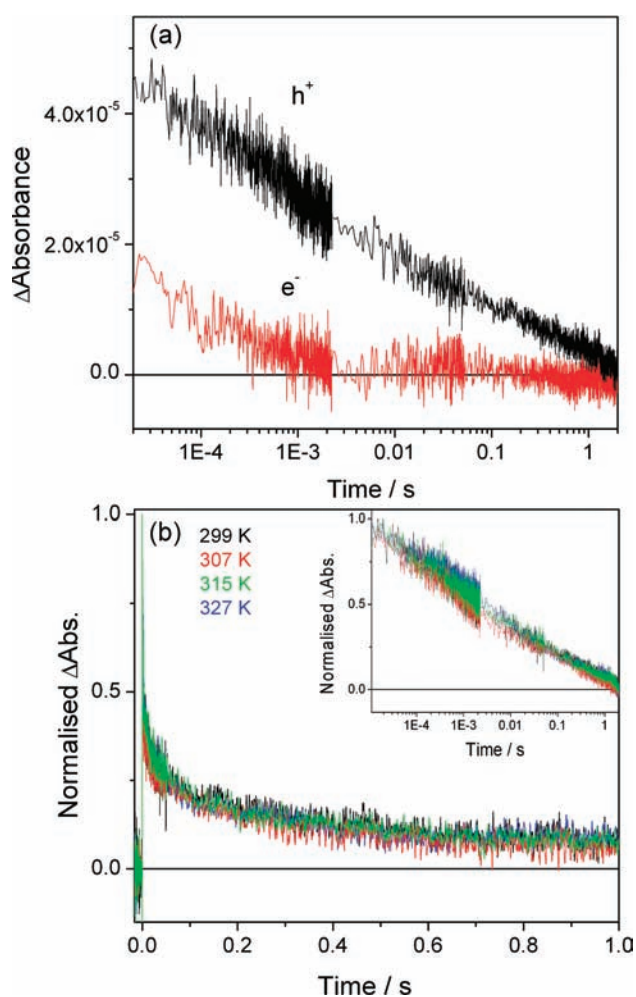 (a)
h⁺
e⁻
ΔAbsorbance
4.0x10⁻⁵
2.0x10⁻⁵
0.0
1E-4 1E-3 0.01 0.1 1
Time / s
(b)
299 K
307 K
315 K
327 K
Normalised ΔAbs.
1.0
0.5
0.0
0.0 0.2 0.4 0.6 0.8 1.0
Time / s
Normalised ΔAbs.
1.0
0.5
0.0
1E-4 1E-3 0.01 0.1 1
Time / s